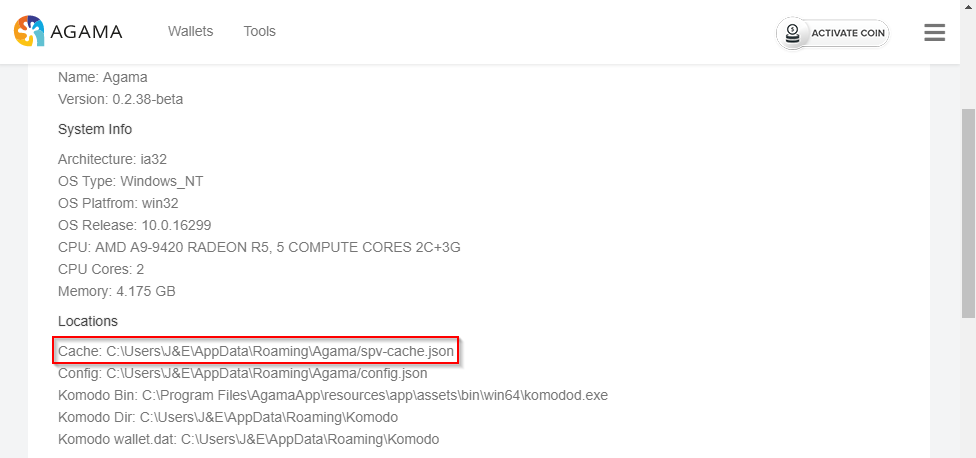 AGAMA
Wallets
Tools
ACTIVATE COIN
Name: Agama
Version: 0.2.38-beta
System Info
Architecture: ia32
OS Type: Windows_NT
OS Platfrom: win32
OS Release: 10.0.16299
CPU: AMD A9-9420 RADEON R5, 5 COMPUTE CORES 2C+3G
CPU Cores: 2
Memory: 4.175 GB
Locations
Cache: C:\Users\J&E\AppData\Roaming\Agama/spv-cache.json
Config: C:\Users\J&E\AppData\Roaming\Agama/config.json
Komodo Bin: C:\Program Files\AgamaApp\resources\app\assets\bin\win64\komodod.exe
Komodo Dir: C:\Users\J&E\AppData\Roaming\Komodo
Komodo wallet.dat: C:\Users\J&E\AppData\Roaming\Komodo